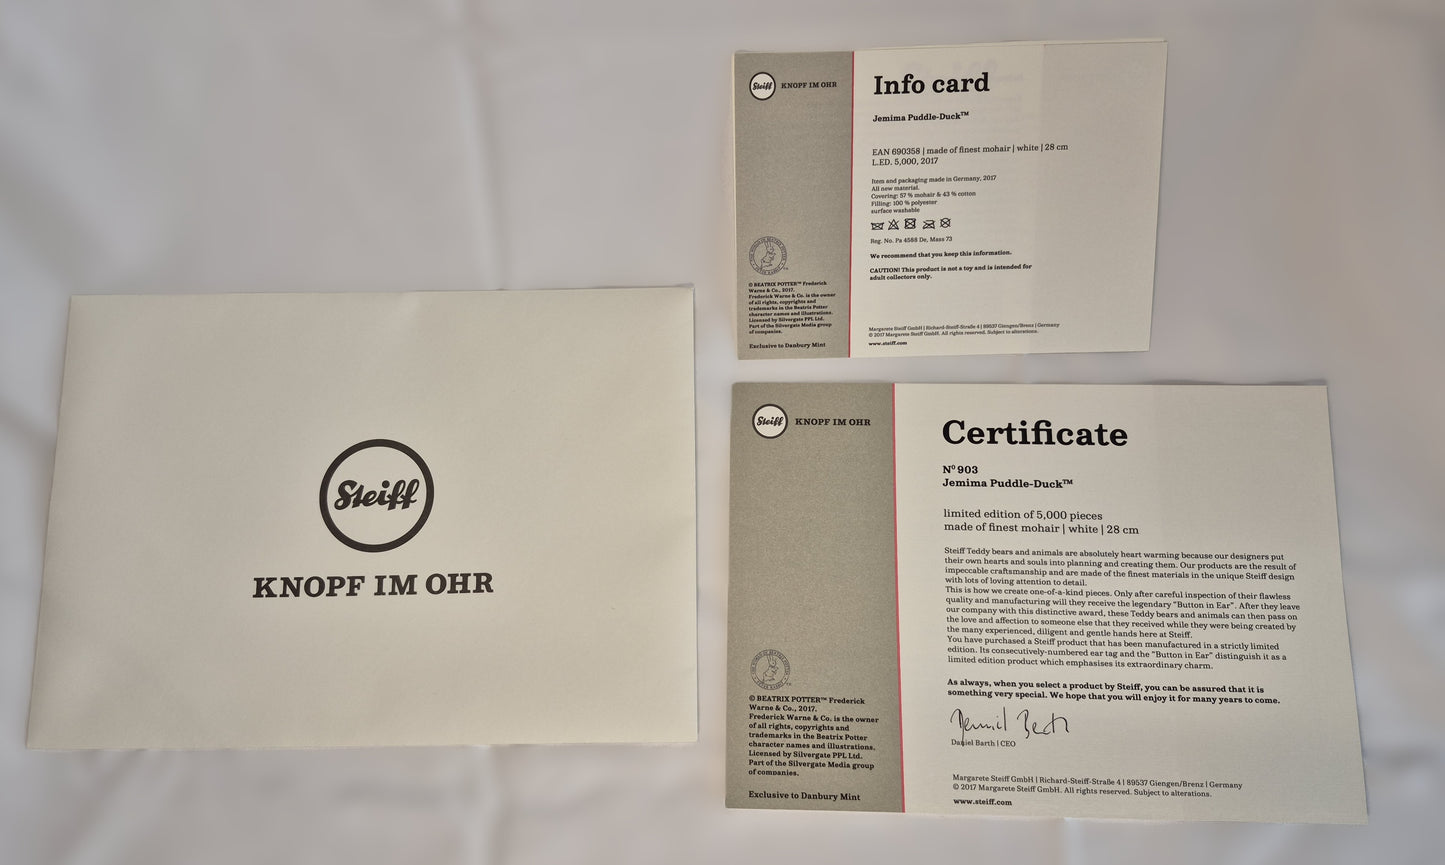 Steiff
KNOPF IM OHR
Steiff KNOPF IM OHR
© BEATRIX POTTER™ Frederick
Warne & Co., 2017.
Frederick Warne & Co. is the owner
of all rights, copyrights and
trademarks in the Beatrix Potter
character names and illustrations.
Licensed by Silvergate PPL Ltd.
Part of the Silvergate Media group
of companies.
Exclusive to Danbury Mint
Info card
Jemima Puddle-Duck™
EAN 690358 | made of finest mohair | white | 28 cm
L.ED. 5,000, 2017
Item and packaging made in Germany, 2017
All new material.
Covering: 57 % mohair & 43 % cotton
Filling: 100 % polyester
surface washable
Reg. No. Pa 4588 De, Mass 73
We recommend that you keep this information.
CAUTION! This product is not a toy and is intended for
adult collectors only.
Margarete Steiff GmbH | Richard-Steiff-Straße 4 | 89537 Giengen/Brenz | Germany
© 2017 Margarete Steiff GmbH. All rights reserved. Subject to alterations.
www.steiff.com
Steiff KNOPF IM OHR
© BEATRIX POTTER™ Frederick
Warne & Co., 2017.
Frederick Warne & Co. is the owner
of all rights, copyrights and
trademarks in the Beatrix Potter
character names and illustrations.
Licensed by Silvergate PPL Ltd.
Part of the Silvergate Media group
of companies.
Exclusive to Danbury Mint
Certificate
Nº 903
Jemima Puddle-Duck™
limited edition of 5,000 pieces
made of finest mohair | white | 28 cm
Steiff Teddy bears and animals are absolutely heart warming because our designers put
their own hearts and souls into planning and creating them. Our products are the result of
impeccable craftsmanship and are made of the finest materials in the unique Steiff design
with lots of loving attention to detail.
This is how we create one-of-a-kind pieces. Only after careful inspection of their flawless
quality and manufacturing will they receive the legendary "Button in Ear". After they leave
our company with this distinctive award, these Teddy bears and animals can then pass on
the love and affection to someone else that they received while they were being created by
the many experienced, diligent and gentle hands here at Steiff.
You have purchased a Steiff product that has been manufactured in a strictly limited
edition. Its consecutively-numbered ear tag and the "Button in Ear" distinguish it as a
limited edition product which emphasises its extraordinary charm.
As always, when you select a product by Steiff, you can be assured that it is
something very special. We hope that you will enjoy it for many years to come.
Daniel Barth | CEO
Margarete Steiff GmbH | Richard-Steiff-Straße 4 | 89537 Giengen/Brenz | Germany
© 2017 Margarete Steiff GmbH. All rights reserved. Subject to alterations.
www.steiff.com